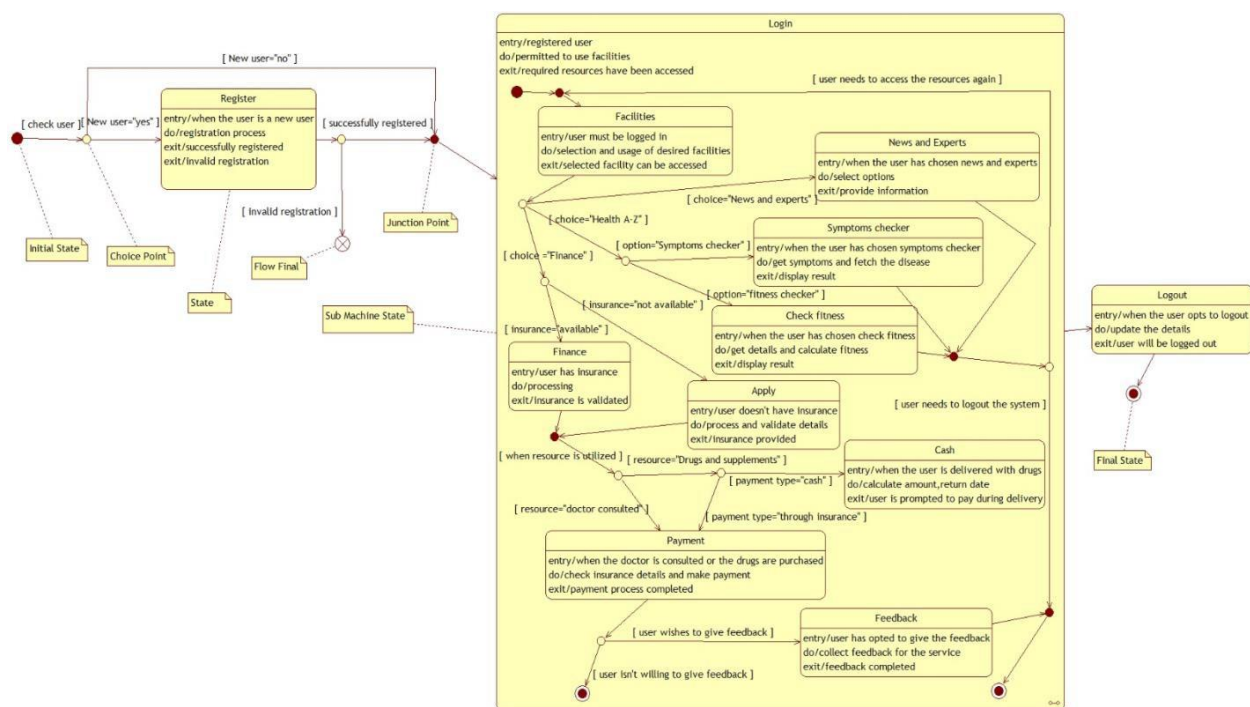 Login
entry/registered user
do/permitted to use facilities
exit/required resources have been accessed
[ New user="no" ]
[ user needs to access the resources again ]
Register
entry/when the user is a new user
do/registration process
exit/successfully registered
exit/invalid registration
[ check user ]
[ New user="yes" ]
[ successfully registered ]
Facilities
entry/user must be logged in
do/selection and usage of desired facilities
exit/selected facility can be accessed
News and Experts
entry/when the user has chosen news and experts
do/select options
exit/provide information
[ choice="News and experts" ]
[ invalid registration ]
[ choice="Health A-Z" ]
Initial State
Choice Point
Junction Point
Flow Final
State
Sub Machine State
[ choice ="Finance" ]
[ option="Symptoms checker" ]
Symptoms checker
entry/when the user has chosen symptoms checker
do/get symptoms and fetch the disease
exit/display result
[ option="fitness checker" ]
[ insurance="not available" ]
[ insurance="available" ]
Check fitness
entry/when the user has chosen check fitness
do/get details and calculate fitness
exit/display result
Logout
entry/when the user opts to logout
do/update the details
exit/user will be logged out
Finance
entry/user has insurance
do/processing
exit/insurance is validated
Apply
entry/user doesn't have insurance
do/process and validate details
exit/insurance provided
[ user needs to logout the system ]
[ when resource is utilized ]
[ resource="Drugs and supplements" ]
[ payment type="cash" ]
Cash
entry/when the user is delivered with drugs
do/calculate amount,return date
exit/user is prompted to pay during delivery
Final State
[ resource="doctor consulted" ]
[ payment type="through insurance" ]
Payment
entry/when the doctor is consulted or the drugs are purchased
do/check insurance details and make payment
exit/payment process completed
[ user wishes to give feedback ]
Feedback
entry/user has opted to give the feedback
do/collect feedback for the service
exit/feedback completed
[ user isn't willing to give feedback ]